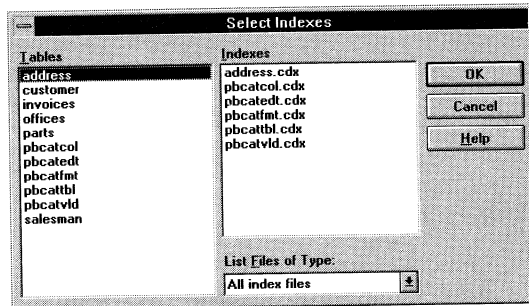 Select Indexes
Tables
address
customer
invoices
offices
parts
pbcatcol
pbcatedt
pbcatfmt
pbcattbl
pbcatvld
salesman
Indexes
address.cdx
pbcatcol.cdx
pbcatedt.cdx
pbcatfmt.cdx
pbcattbl.cdx
pbcatvld.cdx
List Files of Type:
All index files
OK
Cancel
Help